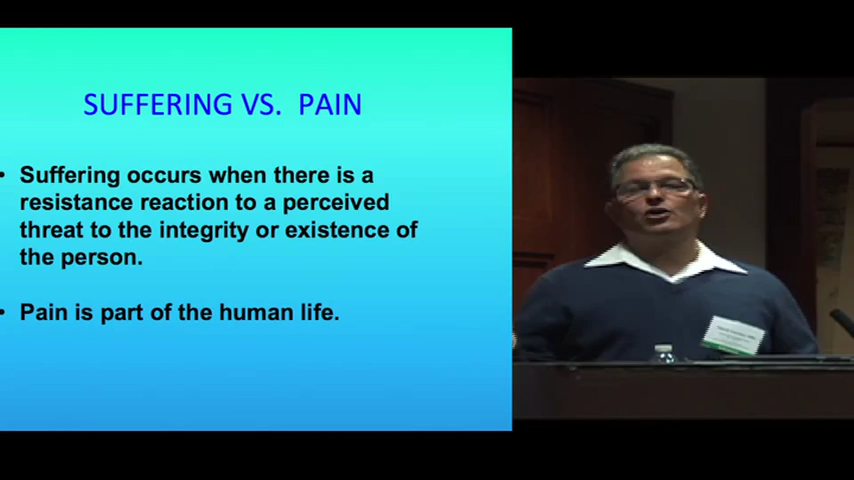 SUFFERING VS. PAIN
• Suffering occurs when there is a
resistance reaction to a perceived
threat to the integrity or existence of
the person.
• Pain is part of the human life.